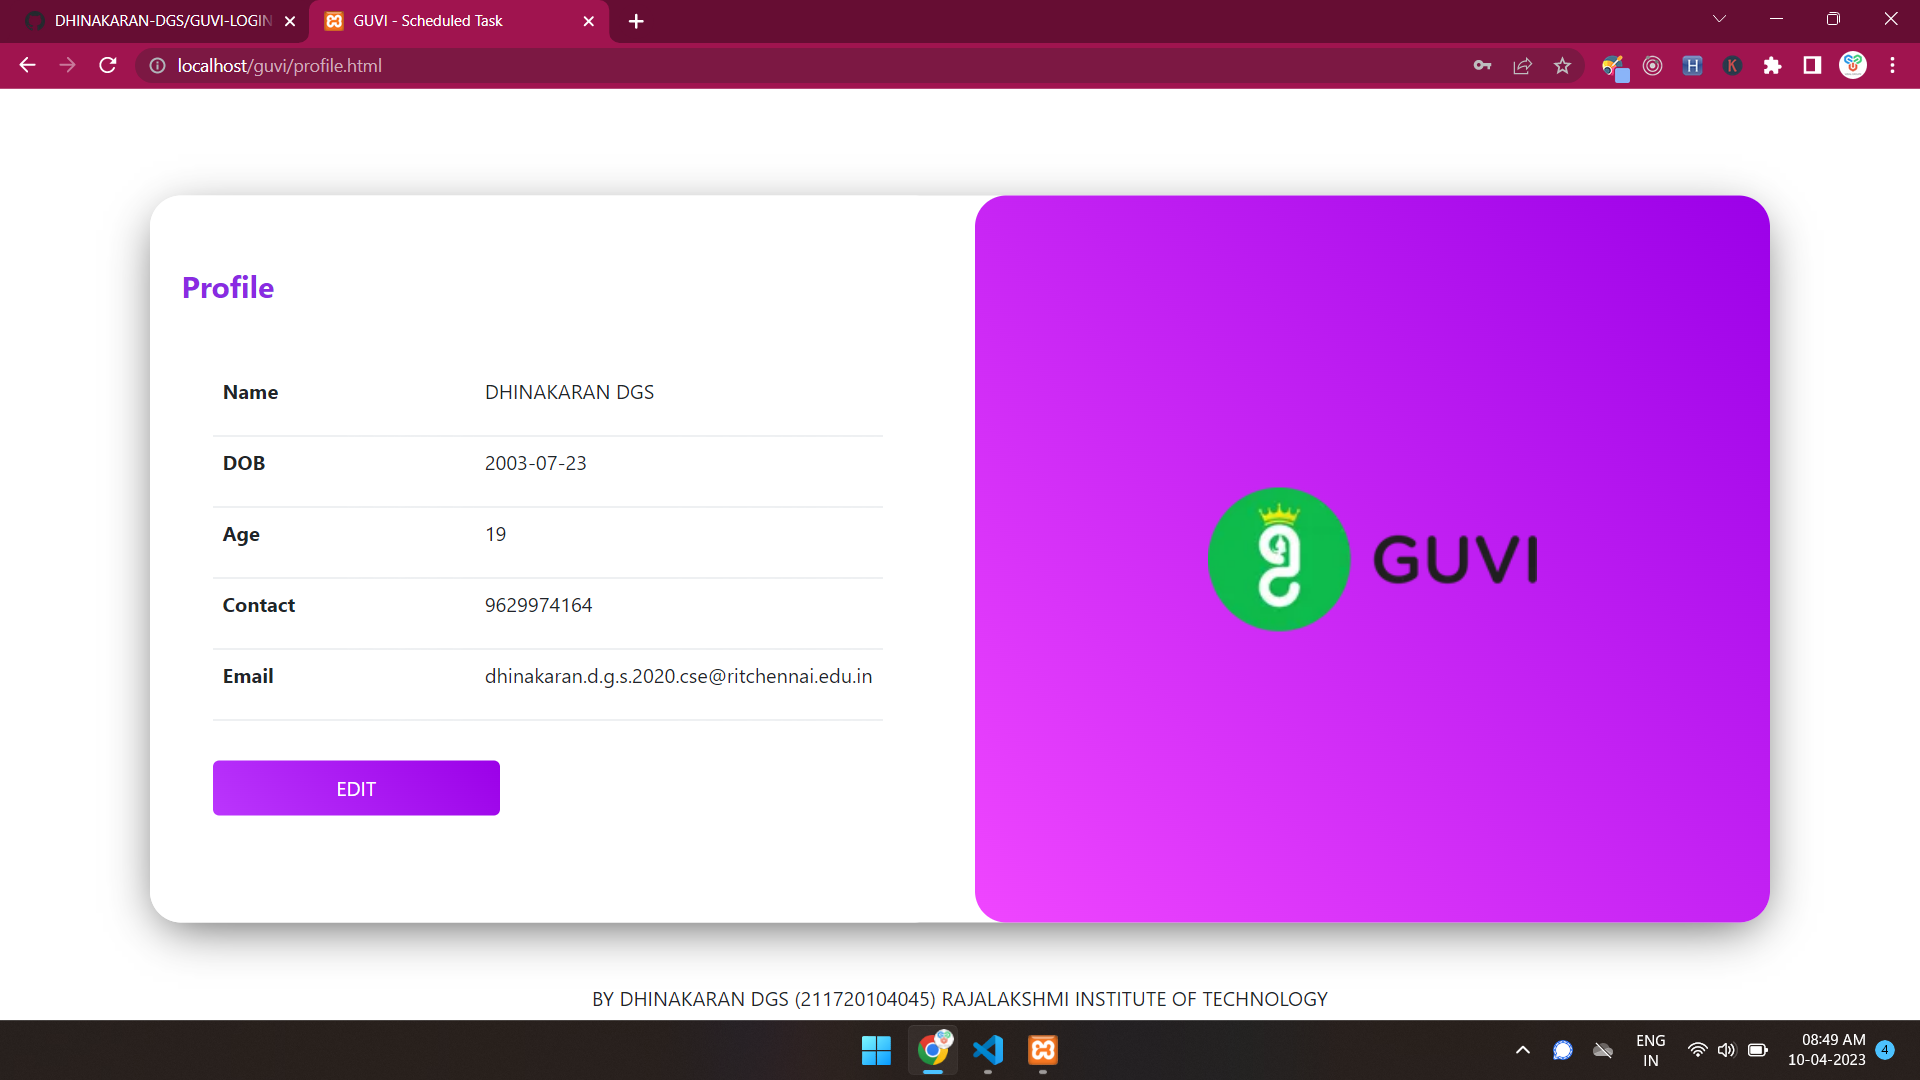 DHINAKARAN-DGS/GUVI-LOGIN
GUVI - Scheduled Task
localhost/guvi/profile.html
H
K
Profile
Name DHINAKARAN DGS
DOB 2003-07-23
Age 19
Contact 9629974164
Email dhinakaran.d.g.s.2020.cse@ritchennai.edu.in
EDIT
GUVI
BY DHINAKARAN DGS (211720104045) RAJALAKSHMI INSTITUTE OF TECHNOLOGY
ENG
IN
08:49 AM
10-04-2023
4